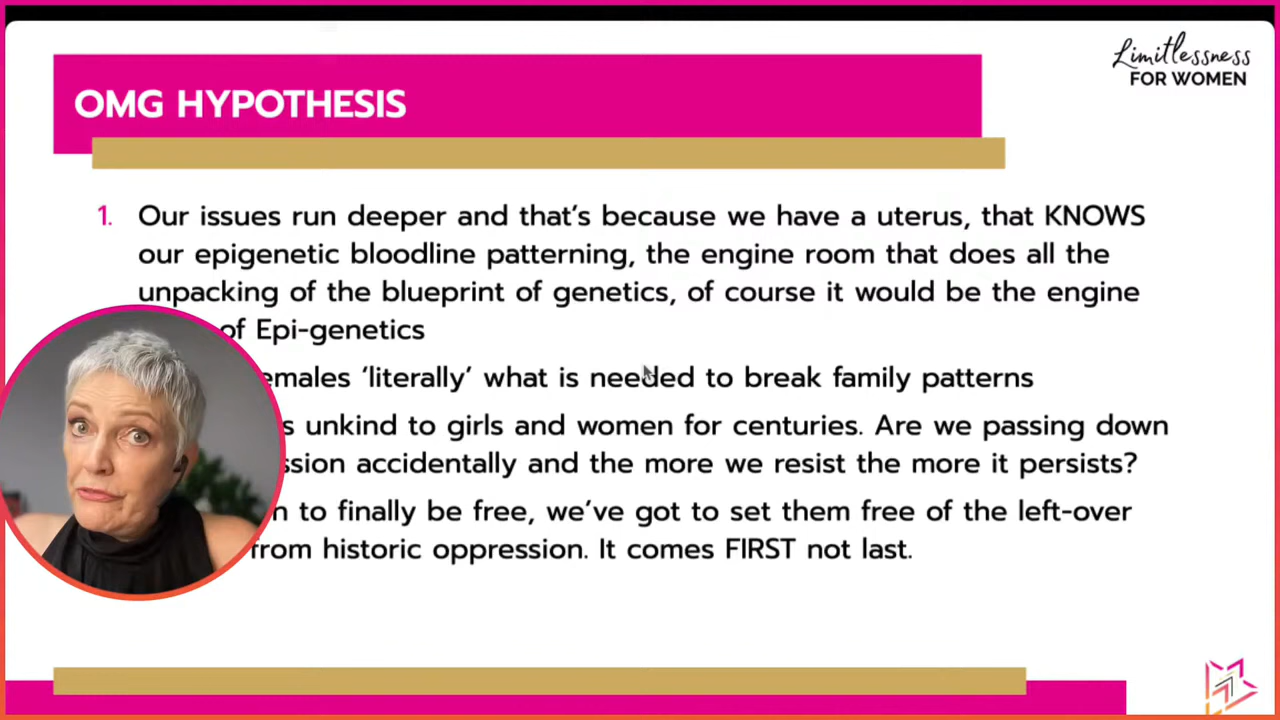 Limitlessness
FOR WOMEN
OMG HYPOTHESIS
1. Our issues run deeper and that's because we have a uterus, that KNOWS
our epigenetic bloodline patterning, the engine room that does all the
unpacking of the blueprint of genetics, of course it would be the engine
of Epi-genetics
'literally' what is needed to break family patterns
unkind to girls and women for centuries. Are we passing down
accidentally and the more we resist the more it persists?
to finally be free, we've got to set them free of the left-over
from historic oppression. It comes FIRST not last.